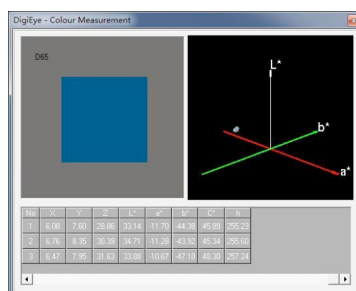 DigiEye - Colour Measurement
D65
L*
b*
a*
No X Y Z L* a* b* C* h
1 6.08 7.60 28.86 33.14 -11.70 -44.38 45.89 255.23
2 6.76 8.35 30.39 34.71 -11.28 -43.92 45.34 255.60
3 6.47 7.95 31.63 33.88 -10.67 -47.10 48.30 257.24